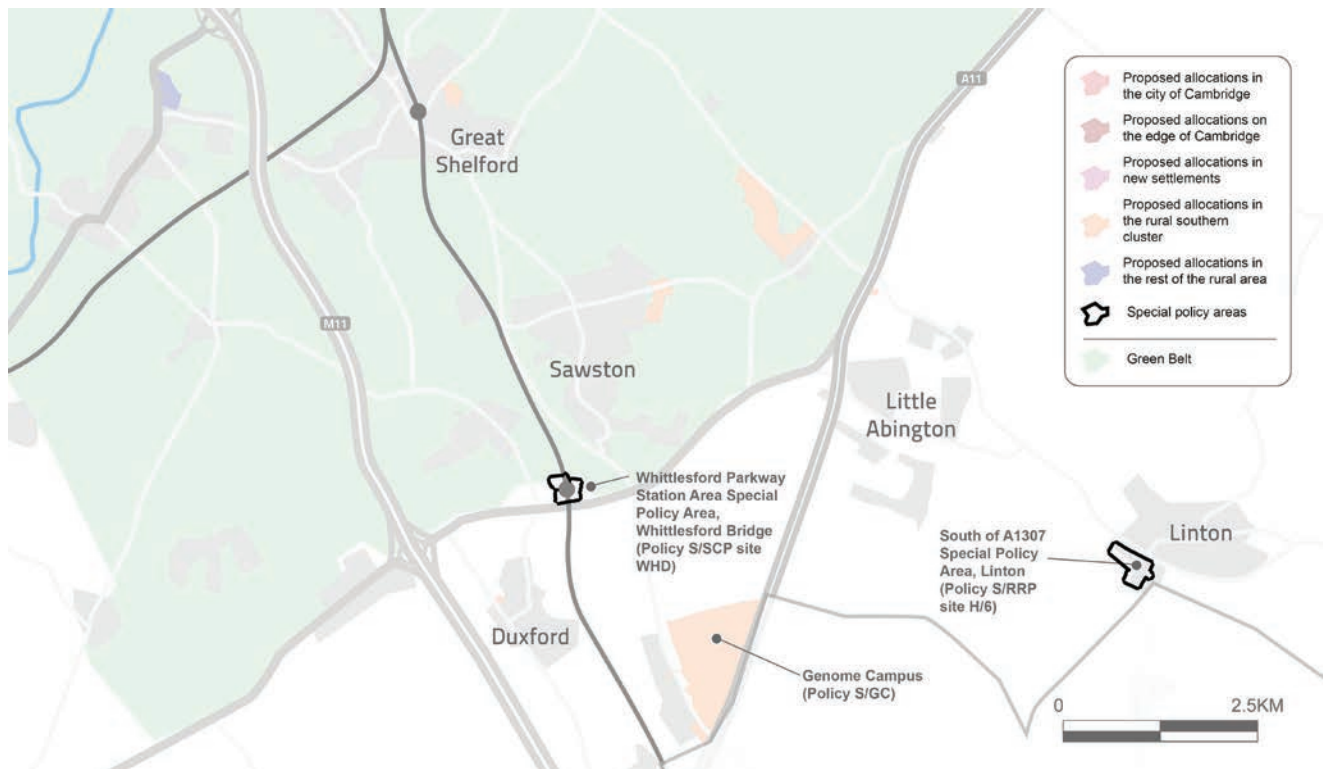 A11
Great
Shelford
M11
Sawston
Little
Abington
Whittlesford Parkway
Station Area Special
Policy Area,
Whittlesford Bridge
(Policy S/SCP site
WHD)
South of A1307
Special Policy
Area, Linton
(Policy S/RRP
site H/6)
Linton
Duxford
Genome Campus
(Policy S/GC)
0 2.5KM
Proposed allocations in
the city of Cambridge
Proposed allocations on
the edge of Cambridge
Proposed allocations in
new settlements
Proposed allocations in
the rural southern
cluster
Proposed allocations in
the rest of the rural area
Special policy areas
Green Belt